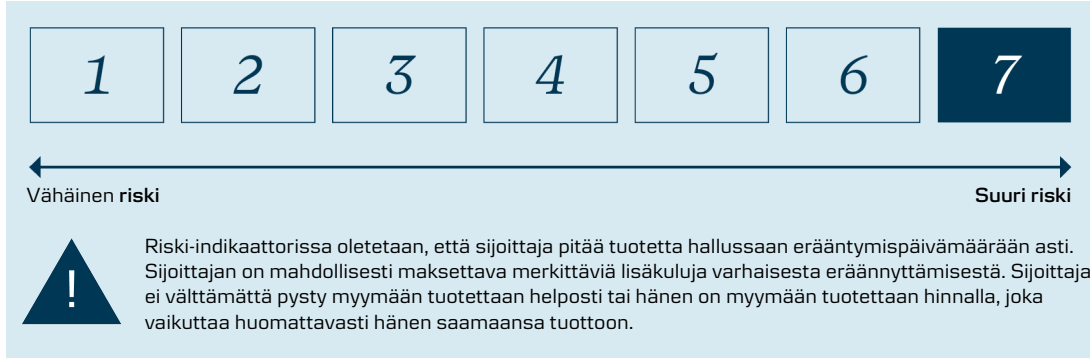 1 2 3 4 5 6 7
Vähäinen riski Suuri riski
! Riski-indikaattorissa oletetaan, että sijoittaja pitää tuotetta hallussaan erääntymispäivämäärään asti.
Sijoittajan on mahdollisesti maksettava merkittäviä lisäkuluja varhaisesta eräännyttämisestä. Sijoittaja
ei välttämättä pysty myymään tuotettaan helposti tai hänen on myymään tuotettaan hinnalla, joka
vaikuttaa huomattavasti hänen saamaansa tuottoon.